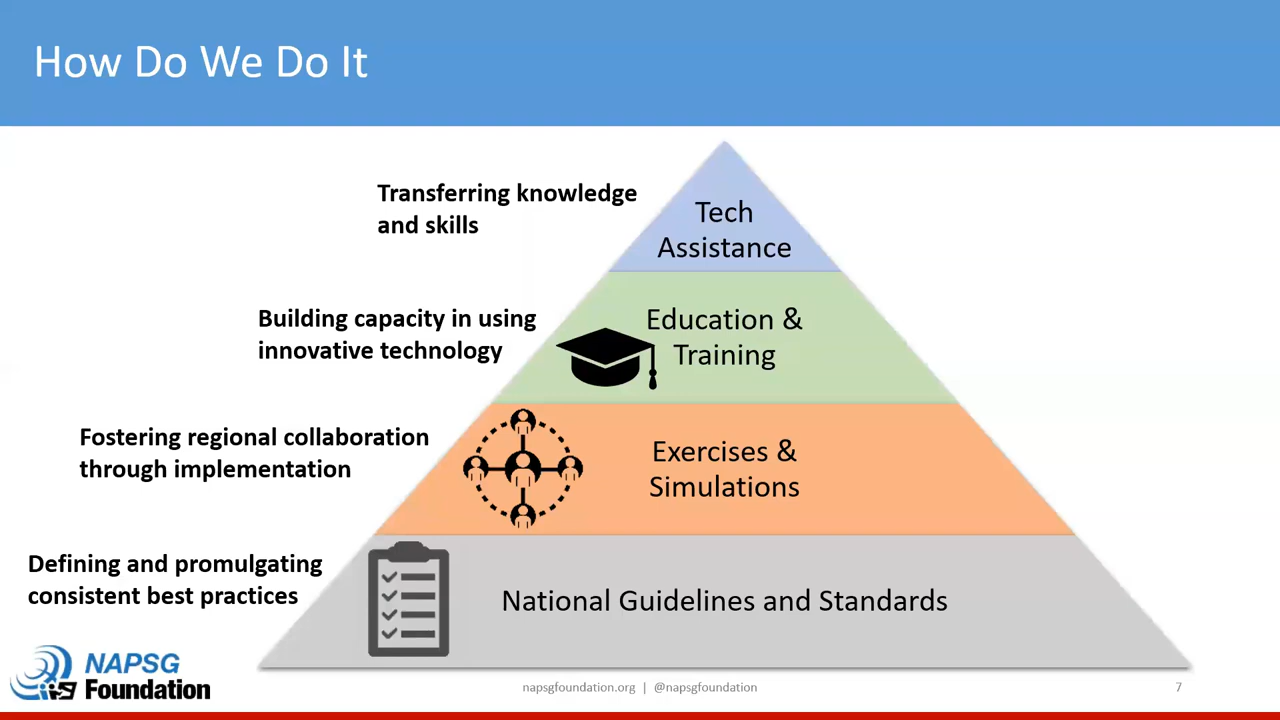 How Do We Do It
Transferring knowledge
and skills
Tech
Assistance
Building capacity in using
innovative technology
Education &
Training
Fostering regional collaboration
through implementation
Exercises &
Simulations
Defining and promulgating
consistent best practices
National Guidelines and Standards
NAPSG
Foundation
napsgfoundation.org | @napsgfoundation
7